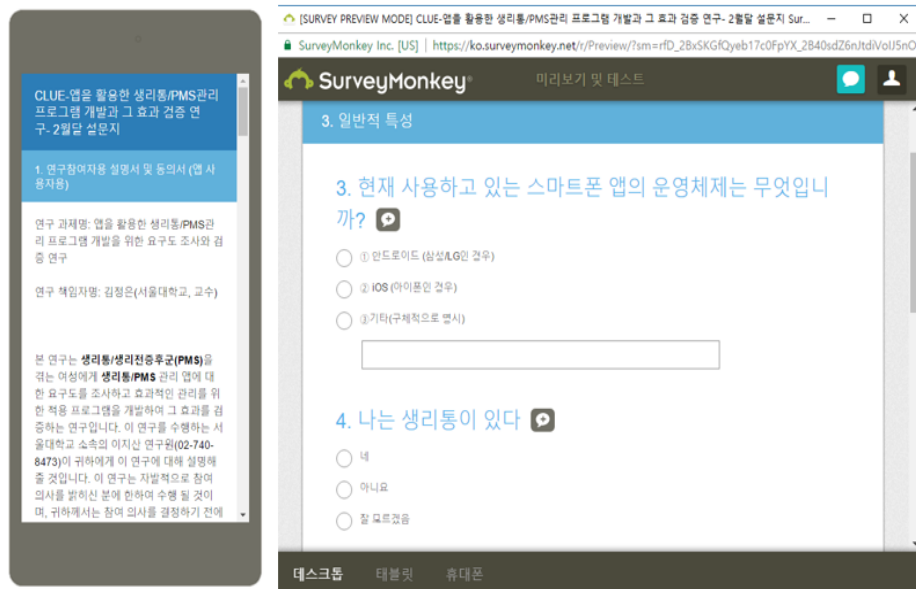 CLUE-앱을 활용한 생리통/PMS관리
프로그램 개발과 그 효과 검증 연
구- 2월달 설문지
1. 연구참여자용 설명서 및 동의서 (앱 사
용자용)
연구 과제명: 앱을 활용한 생리통/PMS관
리 프로그램 개발을 위한 요구도 조사와 검
증 연구
연구 책임자명: 김정은(서울대학교, 교수)
본 연구는 생리통/생리전증후군(PMS)을
겪는 여성에게 생리통/PMS 관리 앱에 대
한 요구도를 조사하고 효과적인 관리를 위
한 적용 프로그램을 개발하여 그 효과를 검
증하는 연구입니다. 이 연구를 수행하는 서
울대학교 소속의 이지산 연구원(02-740-
8473)이 귀하에게 이 연구에 대해 설명해
줄 것입니다. 이 연구는 자발적으로 참여
의사를 밝히신 분에 한하여 수행 될 것이
며, 귀하께서는 참여 의사를 결정하기 전에
[SURVEY PREVIEW MODE] CLUE-앱을 활용한 생리통/PMS관리 프로그램 개발과 그 효과 검증 연구- 2월달 설문지 Sur...
SurveyMonkey Inc. [US] | https://ko.surveymonkey.net/r/Preview/?sm=rfD_2BxSKGfQyeb17c0FpYX_2B40sdZ6nJtdiVolJ5nO
SurveyMonkey®
미리보기 및 테스트
3. 일반적 특성
3. 현재 사용하고 있는 스마트폰 앱의 운영체제는 무엇입니
까?
① 안드로이드 (삼성/LG인 경우)
② iOS (아이폰인 경우)
③기타(구체적으로 명시)
4. 나는 생리통이 있다
네
아니요
잘 모르겠음
데스크톱 태블릿 휴대폰